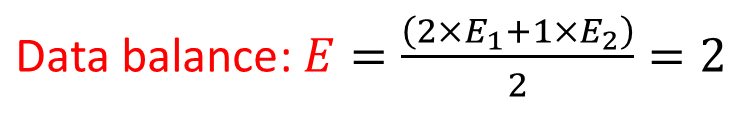 Data balance: E = (2×E₁+1×E₂)/2 = 2